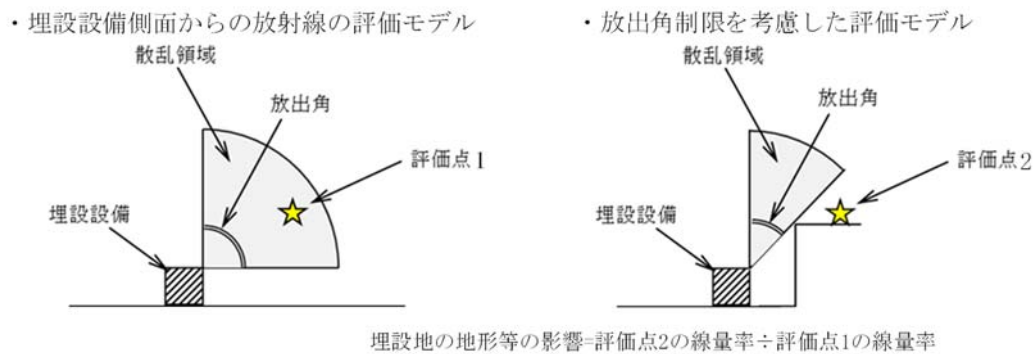 ・埋設設備側面からの放射線の評価モデル
散乱領域
放出角
評価点1
埋設設備
・放出角制限を考慮した評価モデル
散乱領域
放出角
評価点2
埋設設備
埋設地の地形等の影響=評価点2の線量率÷評価点1の線量率